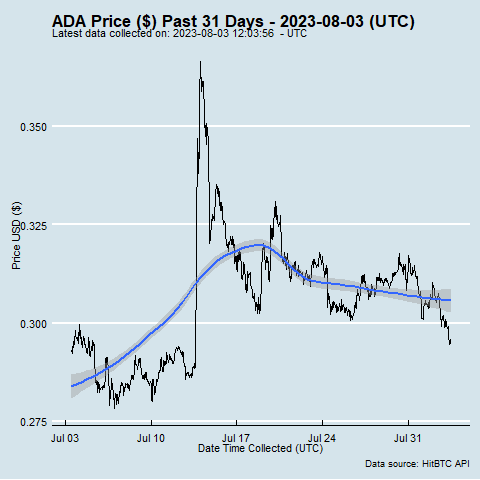 ADA Price ($) Past 31 Days - 2023-08-03 (UTC)
Latest data collected on: 2023-08-03 12:03:56 - UTC
0.350
0.325
0.300
0.275
Price USD ($)
Jul 03 Jul 10 Jul 17 Jul 24 Jul 31
Date Time Collected (UTC)
Data source: HitBTC API